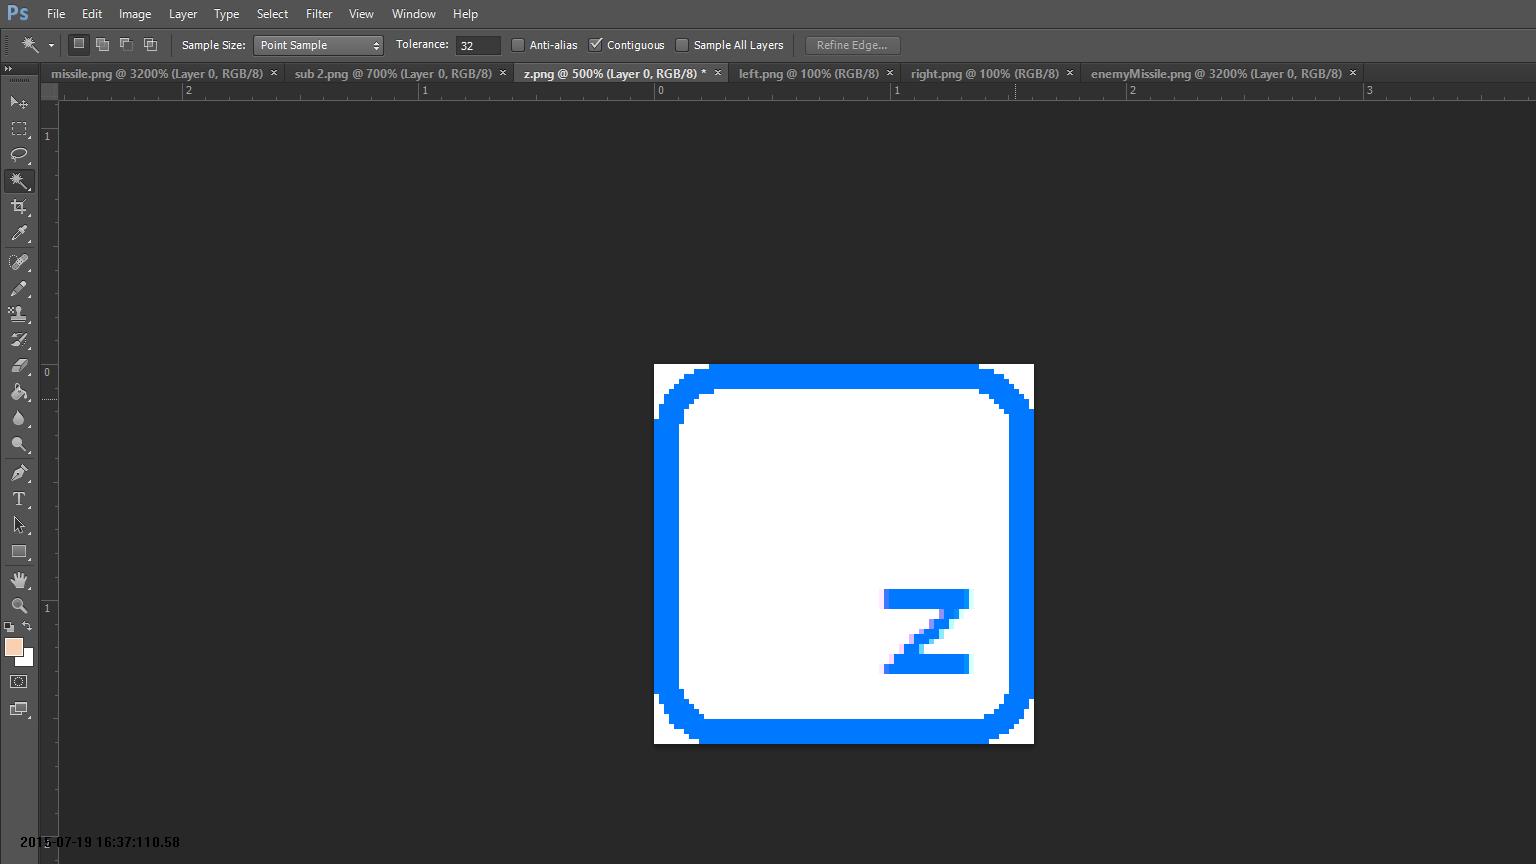 Ps File Edit Image Layer Type Select Filter View Window Help
Sample Size: Point Sample Tolerance: 32 Anti-alias Contiguous Sample All Layers Refine Edge...
missile.png @ 3200% (Layer 0, RGB/8) × sub 2.png @ 700% (Layer 0, RGB/8) × z.png @ 500% (Layer 0, RGB/8) * × left.png @ 100% (RGB/8) × right.png @ 100% (RGB/8) × enemyMissile.png @ 3200% (Layer 0, RGB/8) ×
2 1 0 1 2 3
1
0
1
T
Z
2015-07-19 16:37:110.58